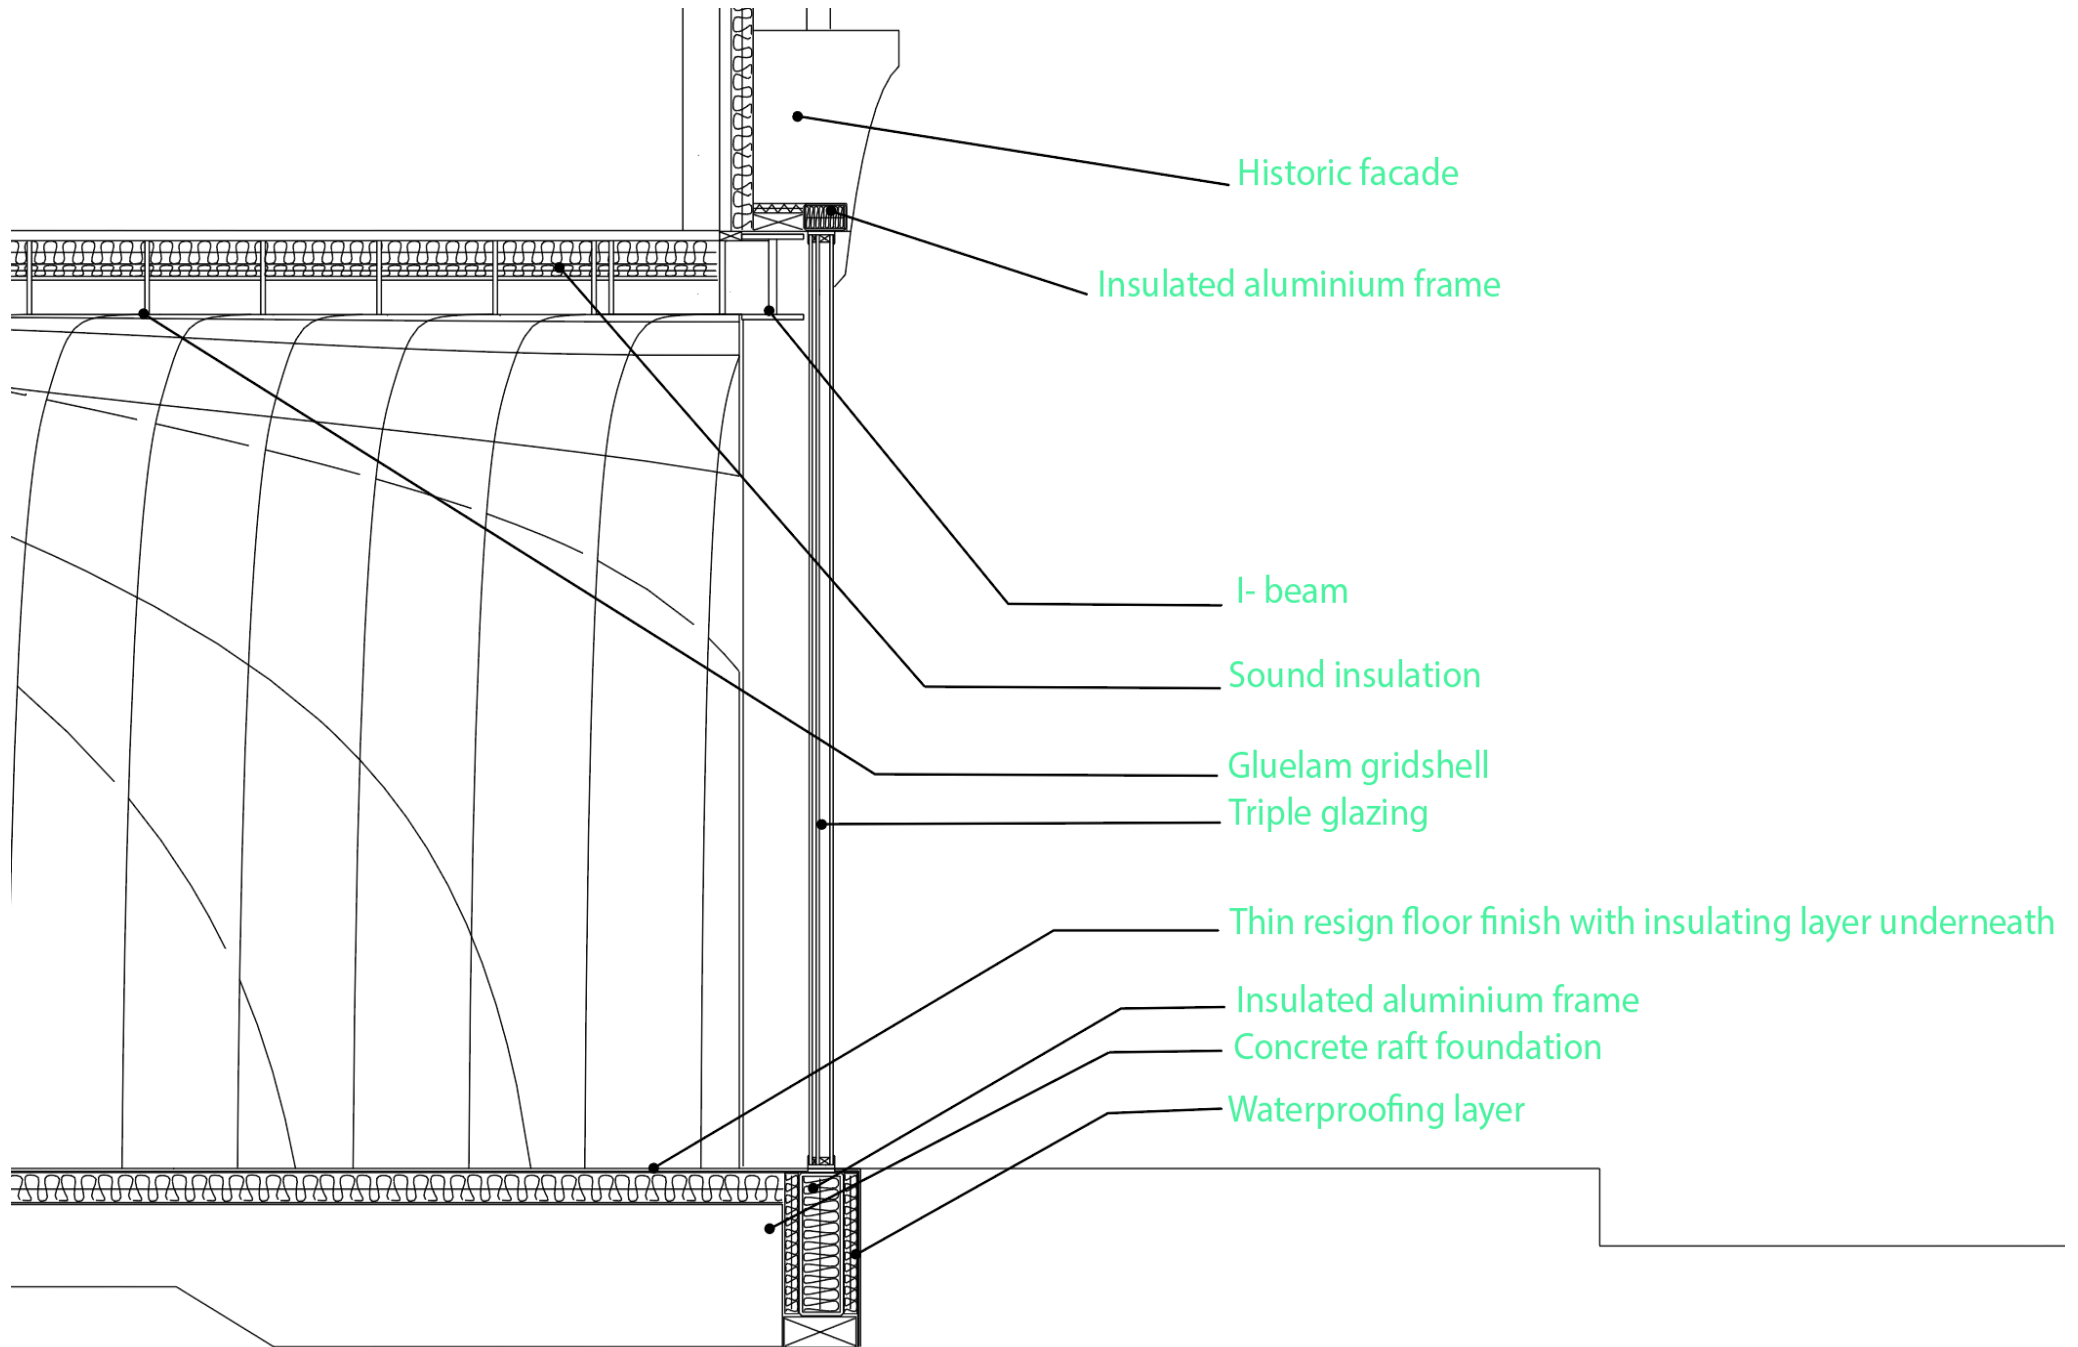 Historic facade
Insulated aluminium frame
I- beam
Sound insulation
Gluelam gridshell
Triple glazing
Thin resign floor finish with insulating layer underneath
Insulated aluminium frame
Concrete raft foundation
Waterproofing layer